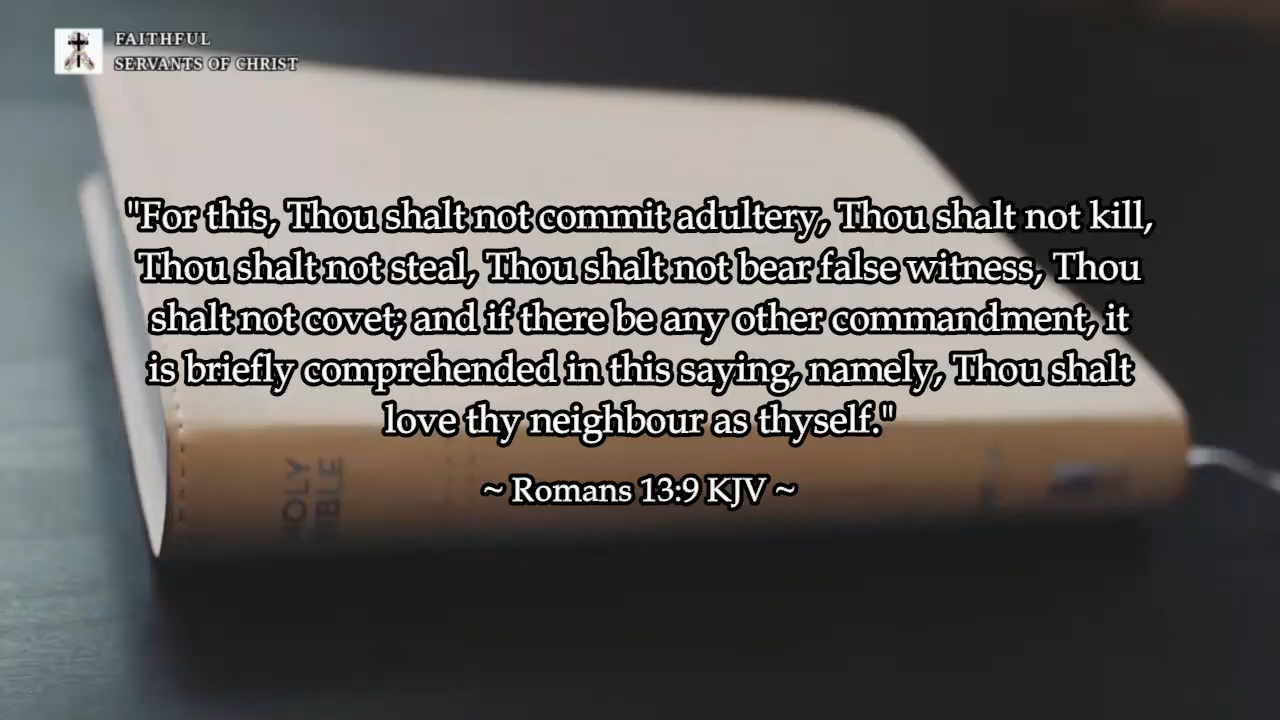 FAITHFUL
SERVANTS OF CHRIST
"For this, Thou shalt not commit adultery, Thou shalt not kill,
Thou shalt not steal, Thou shalt not bear false witness, Thou
shalt not covet; and if there be any other commandment, it
is briefly comprehended in this saying, namely, Thou shalt
love thy neighbour as thyself."
~ Romans 13:9 KJV ~
HOLY
BIBLE